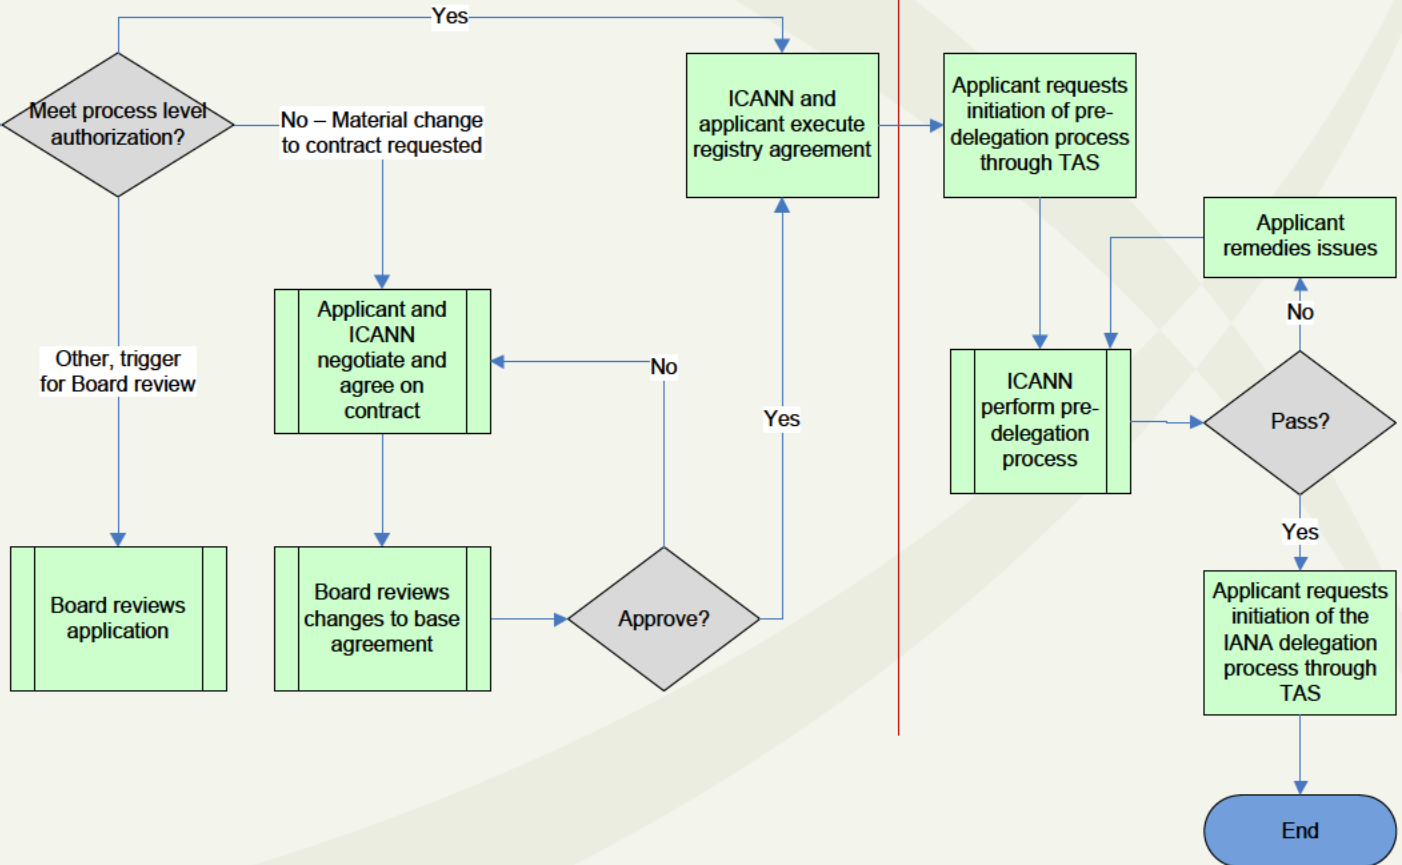 Yes
Meet process level
authorization?
No – Material change
to contract requested
Other, trigger
for Board review
Board reviews
application
Applicant and
ICANN
negotiate and
agree on
contract
Board reviews
changes to base
agreement
Approve?
No
Yes
ICANN and
applicant execute
registry agreement
Applicant requests
initiation of pre-
delegation process
through TAS
ICANN
perform pre-
delegation
process
Pass?
No
Applicant
remedies issues
Yes
Applicant requests
initiation of the
IANA delegation
process through
TAS
End